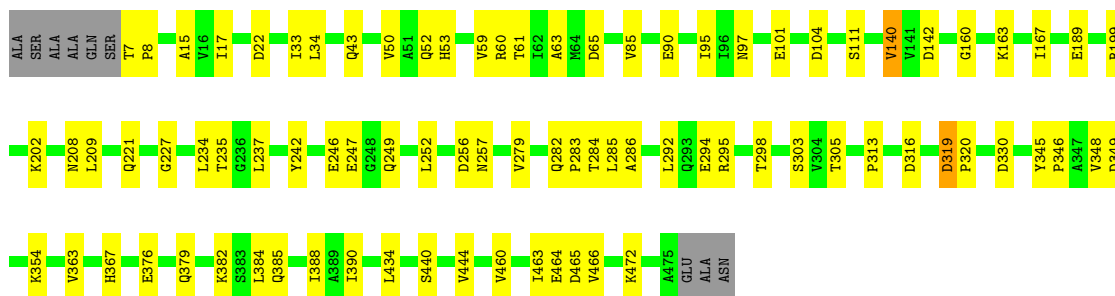 ALA SER ALA ALA GLN SER T7 P8 A15 V16 I17 D22 I33 L34 Q43 V50 A51 Q52 H53 V59 R60 T61 I62 A63 M64 D65 V85 E90 I95 I96 N97 E101 D104 S111 V140 V141 D142 G160 K163 I167 E189
K202 N208 L209 Q221 G227 L234 T235 G236 L237 Y242 E246 E247 G248 Q249 L252 D256 N257 V279 Q282 P283 T284 L285 A286 L292 Q293 E294 R295 T298 S303 V304 T305 P313 D316 D319 P320 D330 Y345 P346 A347 V348
K354 V363 H367 E376 Q379 K382 S383 L384 Q385 I388 A389 I390 L434 S440 V444 V460 I463 E464 D465 V466 K472 A475 GLU ALA ASN